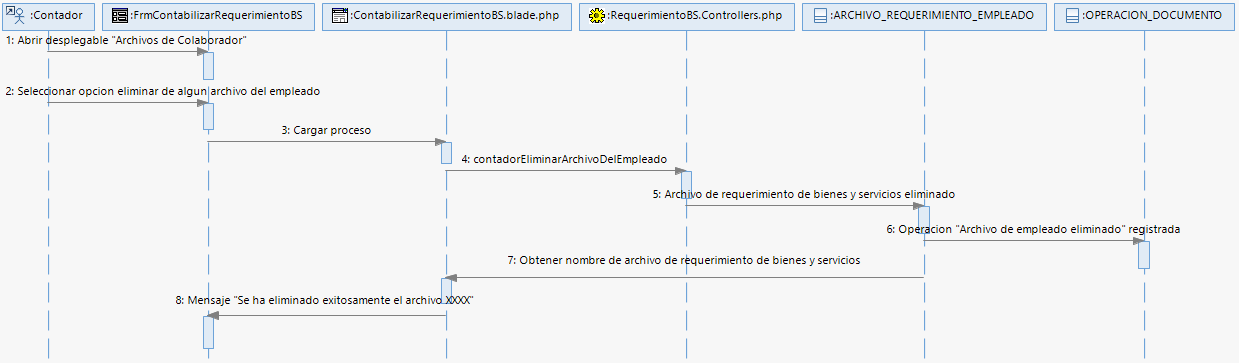 :Contador
:FrmContabilizarRequerimientoBS
:ContabilizarRequerimientoBS.blade.php
:RequerimientoBS.Controllers.php
:ARCHIVO_REQUERIMIENTO_EMPLEADO
:OPERACION_DOCUMENTO
1: Abrir desplegable "Archivos de Colaborador"
2: Seleccionar opcion eliminar de algun archivo del empleado
3: Cargar proceso
4: contadorEliminarArchivoDelEmpleado
5: Archivo de requerimiento de bienes y servicios eliminado
6: Operacion "Archivo de empleado eliminado" registrada
7: Obtener nombre de archivo de requerimiento de bienes y servicios
8: Mensaje "Se ha eliminado exitosamente el archivo XXXX"